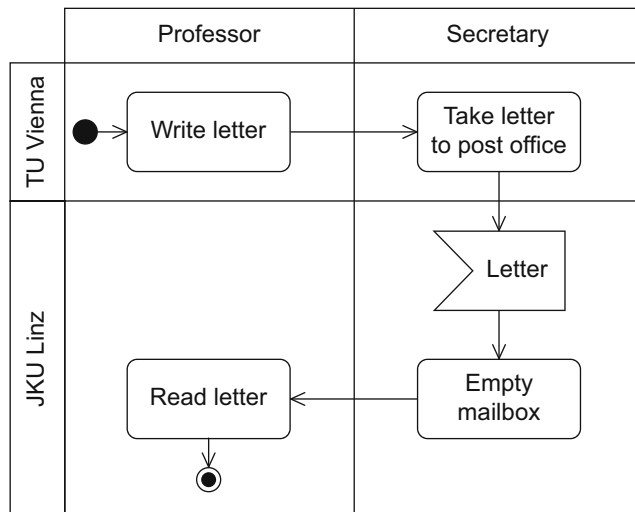 Professor
Secretary
TU Vienna
Write letter
Take letter
to post office
JKU Linz
Letter
Read letter
Empty
mailbox